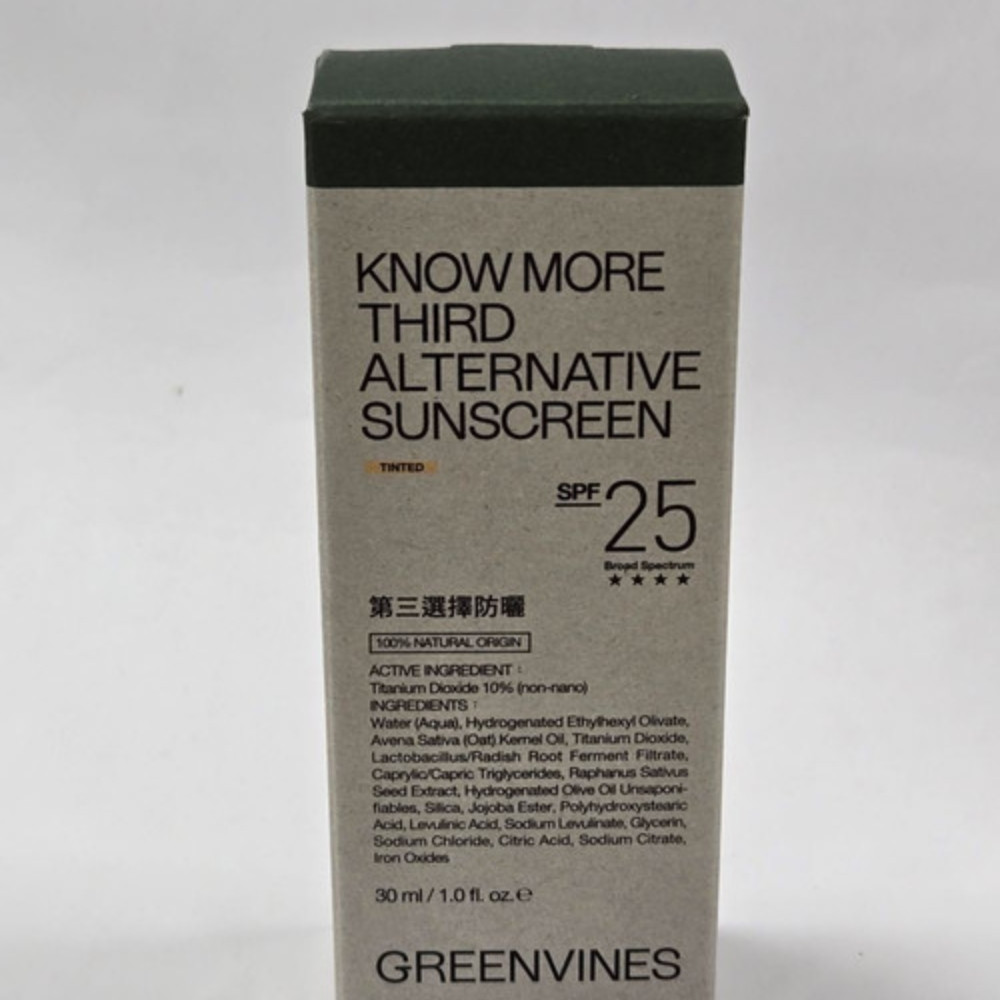 KNOW MORE
THIRD
ALTERNATIVE
SUNSCREEN
TINTED
SPF 25
Broad Spectrum
★★★★
第三選擇防曬
100% NATURAL ORIGIN
ACTIVE INGREDIENT：
Titanium Dioxide 10% (non-nano)
INGREDIENTS：
Water (Aqua), Hydrogenated Ethylhexyl Olivate,
Avena Sativa (Oat) Kernel Oil, Titanium Dioxide,
Lactobacillus/Radish Root Ferment Filtrate,
Caprylic/Capric Triglycerides, Raphanus Sativus
Seed Extract, Hydrogenated Olive Oil Unsaponi-
fiables, Silica, Jojoba Ester, Polyhydroxystearic
Acid, Levulinic Acid, Sodium Levulinate, Glycerin,
Sodium Chloride, Citric Acid, Sodium Citrate,
Iron Oxides
30 ml / 1.0 fl. oz. ℮
GREENVINES